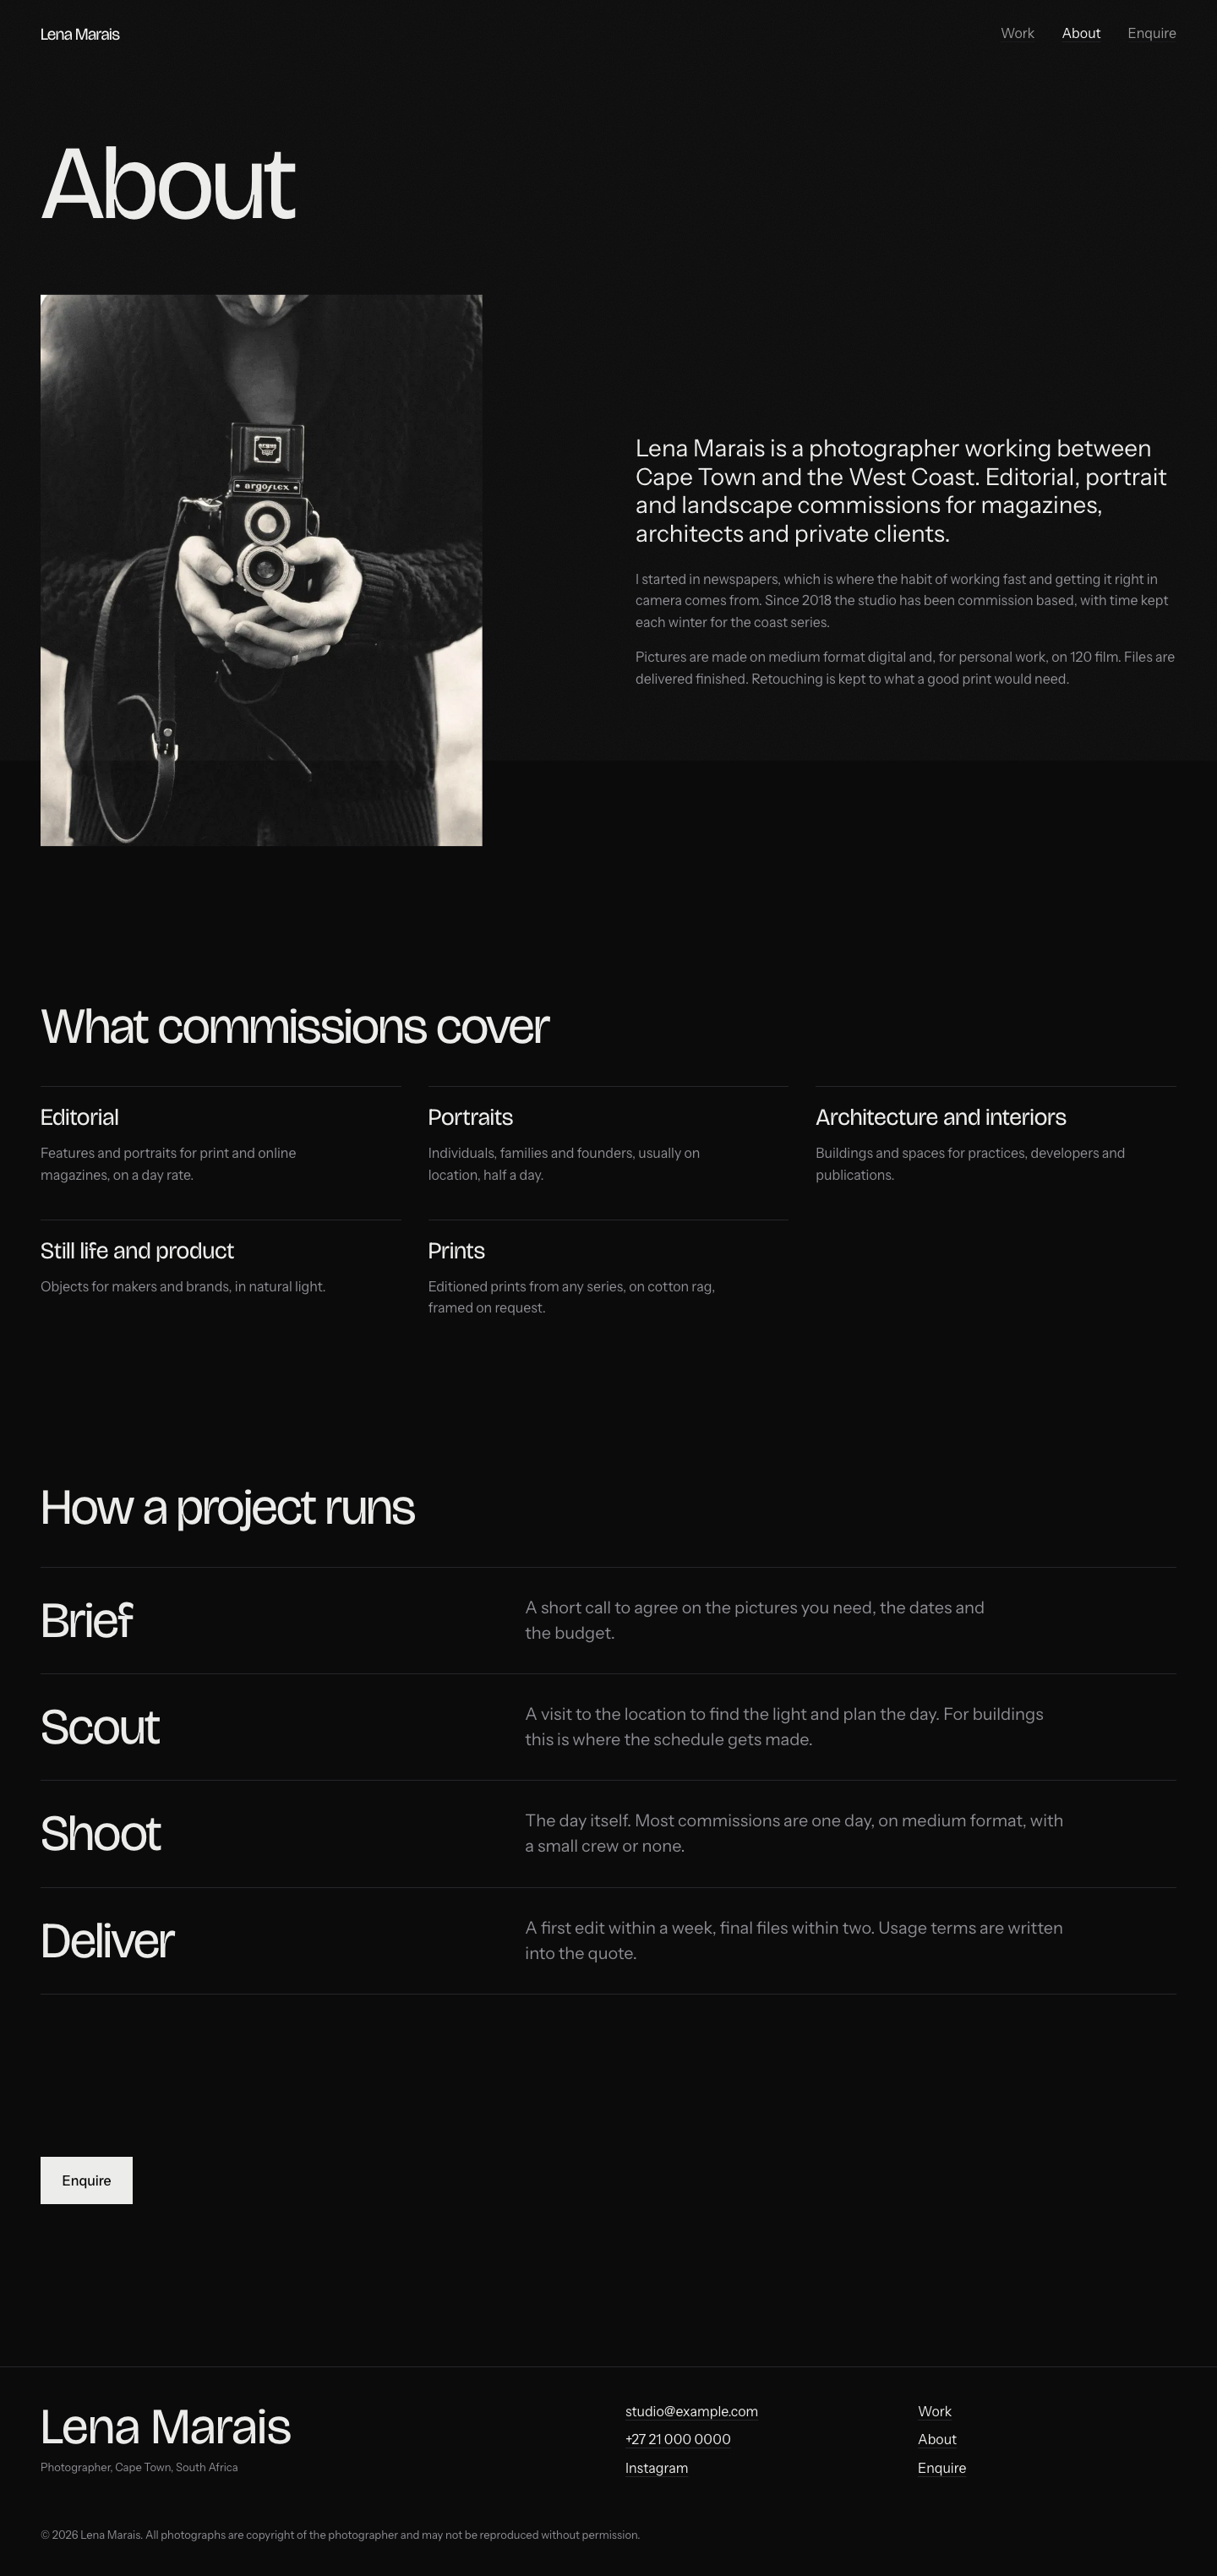 Lena Marais
Work About Enquire
About
argoflex
Lena Marais is a photographer working between
Cape Town and the West Coast. Editorial, portrait
and landscape commissions for magazines,
architects and private clients.
I started in newspapers, which is where the habit of working fast and getting it right in
camera comes from. Since 2018 the studio has been commission based, with time kept
each winter for the coast series.
Pictures are made on medium format digital and, for personal work, on 120 film. Files are
delivered finished. Retouching is kept to what a good print would need.
What commissions cover
Editorial
Features and portraits for print and online
magazines, on a day rate.
Portraits
Individuals, families and founders, usually on
location, half a day.
Architecture and interiors
Buildings and spaces for practices, developers and
publications.
Still life and product
Objects for makers and brands, in natural light.
Prints
Editioned prints from any series, on cotton rag,
framed on request.
How a project runs
Brief
A short call to agree on the pictures you need, the dates and
the budget.
Scout
A visit to the location to find the light and plan the day. For buildings
this is where the schedule gets made.
Shoot
The day itself. Most commissions are one day, on medium format, with
a small crew or none.
Deliver
A first edit within a week, final files within two. Usage terms are written
into the quote.
Enquire
Lena Marais
Photographer, Cape Town, South Africa
studio@example.com
+27 21 000 0000
Instagram
Work
About
Enquire
© 2026 Lena Marais. All photographs are copyright of the photographer and may not be reproduced without permission.